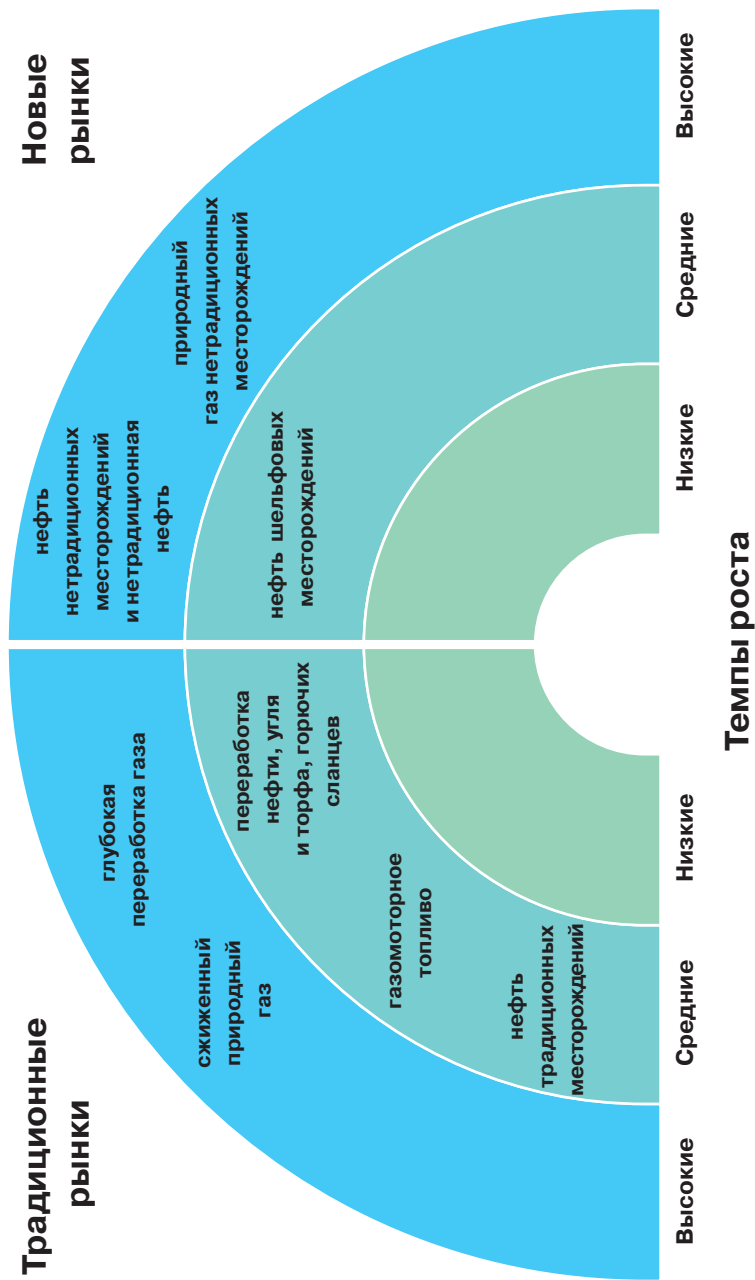 Традиционные
рынки
Новые
рынки
глубокая
переработка газа
сжиженный
природный
газ
переработка
нефти, угля
и торфа, горючих
сланцев
газомоторное
топливо
нефть
традиционных
месторождений
нефть
нетрадиционных
месторождений
и нетрадиционная
нефть
природный
газ нетрадиционных
месторождений
нефть шельфовых
месторождений
Высокие
Средние
Низкие
Низкие
Средние
Высокие
Темпы роста